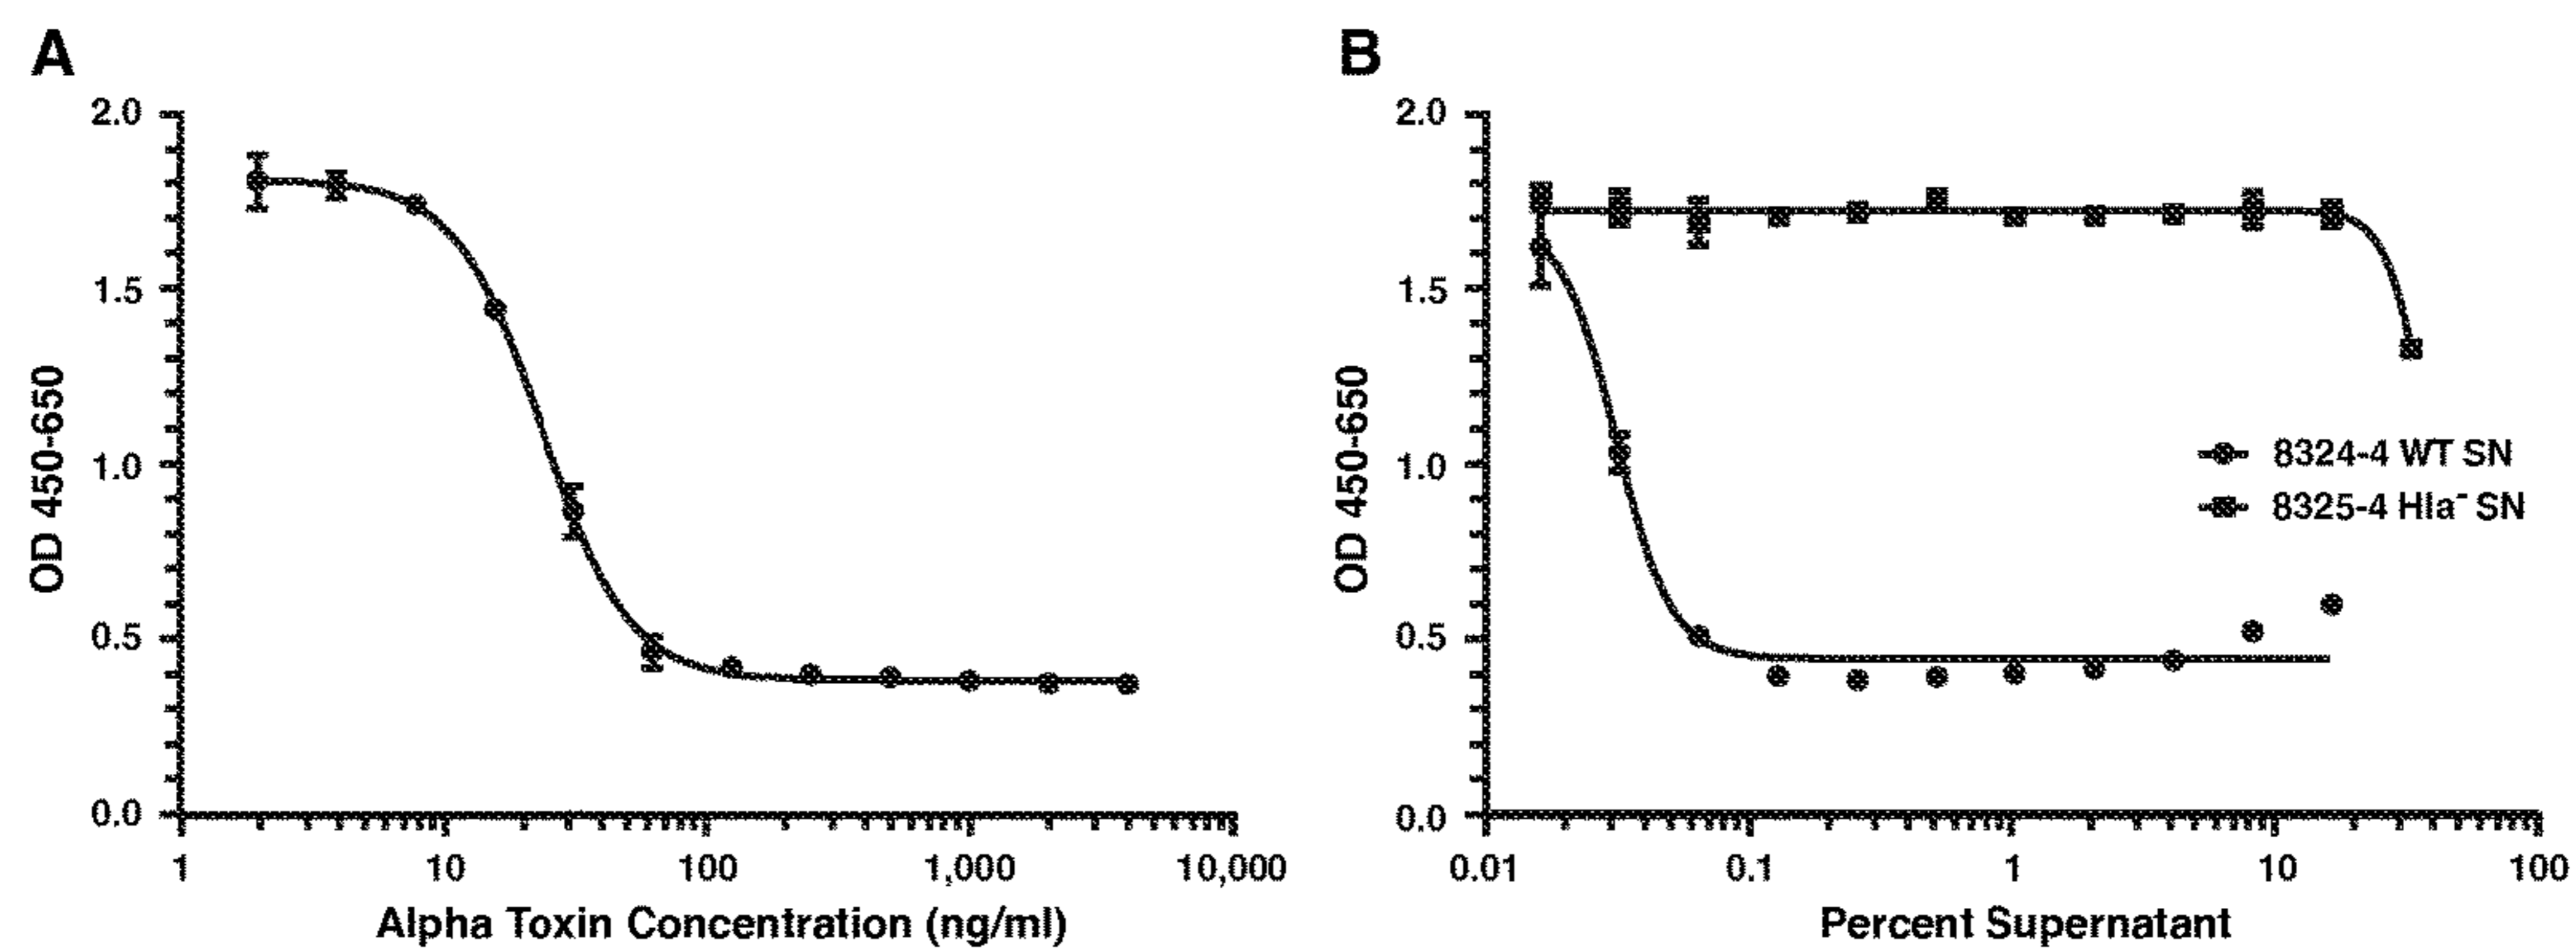 A
2.0
1.5
1.0
0.5
0.0
OD 450-650
1 10 100 1,000 10,000
Alpha Toxin Concentration (ng/ml)
B
2.0
1.5
1.0
0.5
0.0
OD 450-650
8324-4 WT SN
8325-4 Hla⁻ SN
0.01 0.1 1 10 100
Percent Supernatant